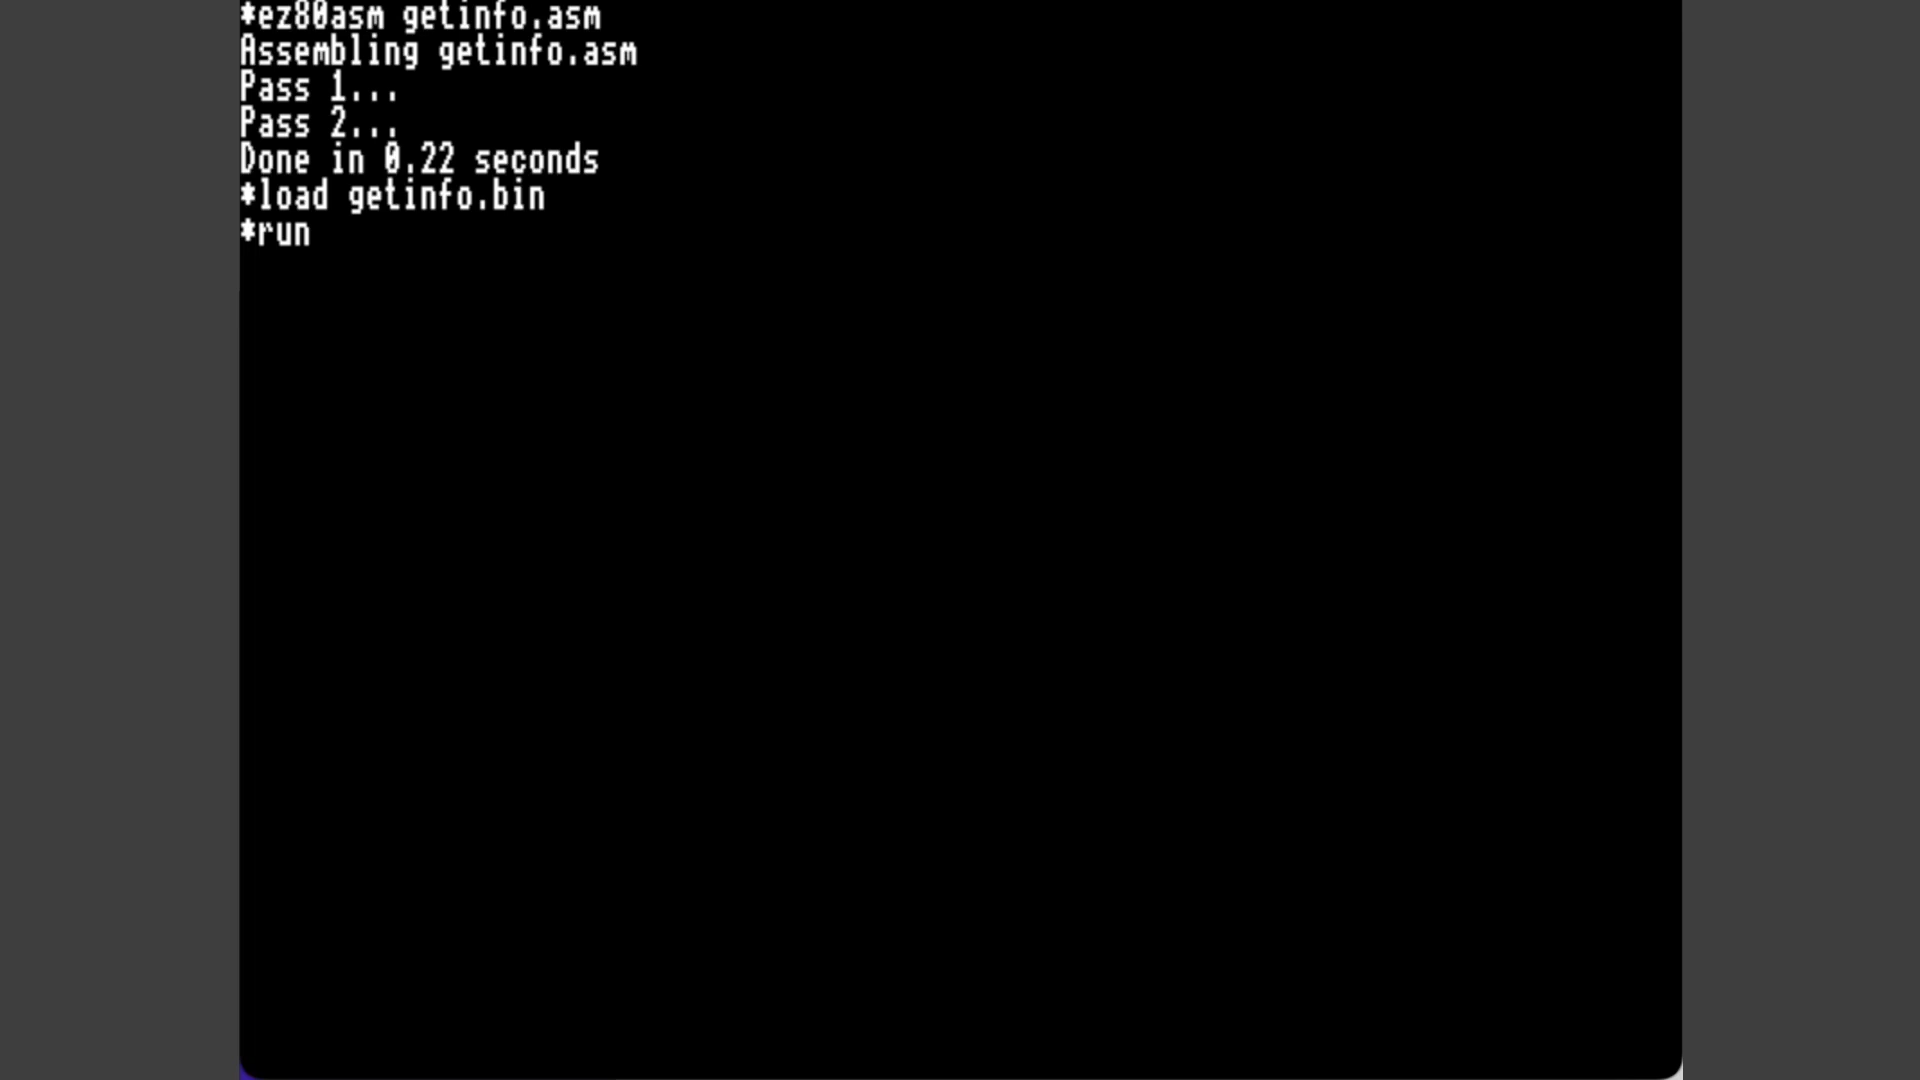 *ez80asm getinfo.asm
Assembling getinfo.asm
Pass 1...
Pass 2...
Done in 0.22 seconds
*load getinfo.bin
*run